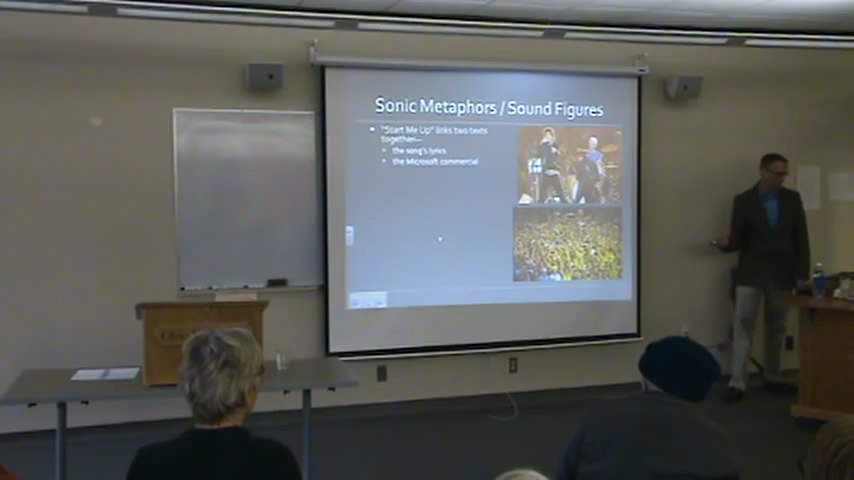 Sonic Metaphors / Sound Figures
"Start Me Up" links two texts
together—
the song's lyrics
the Microsoft commercial